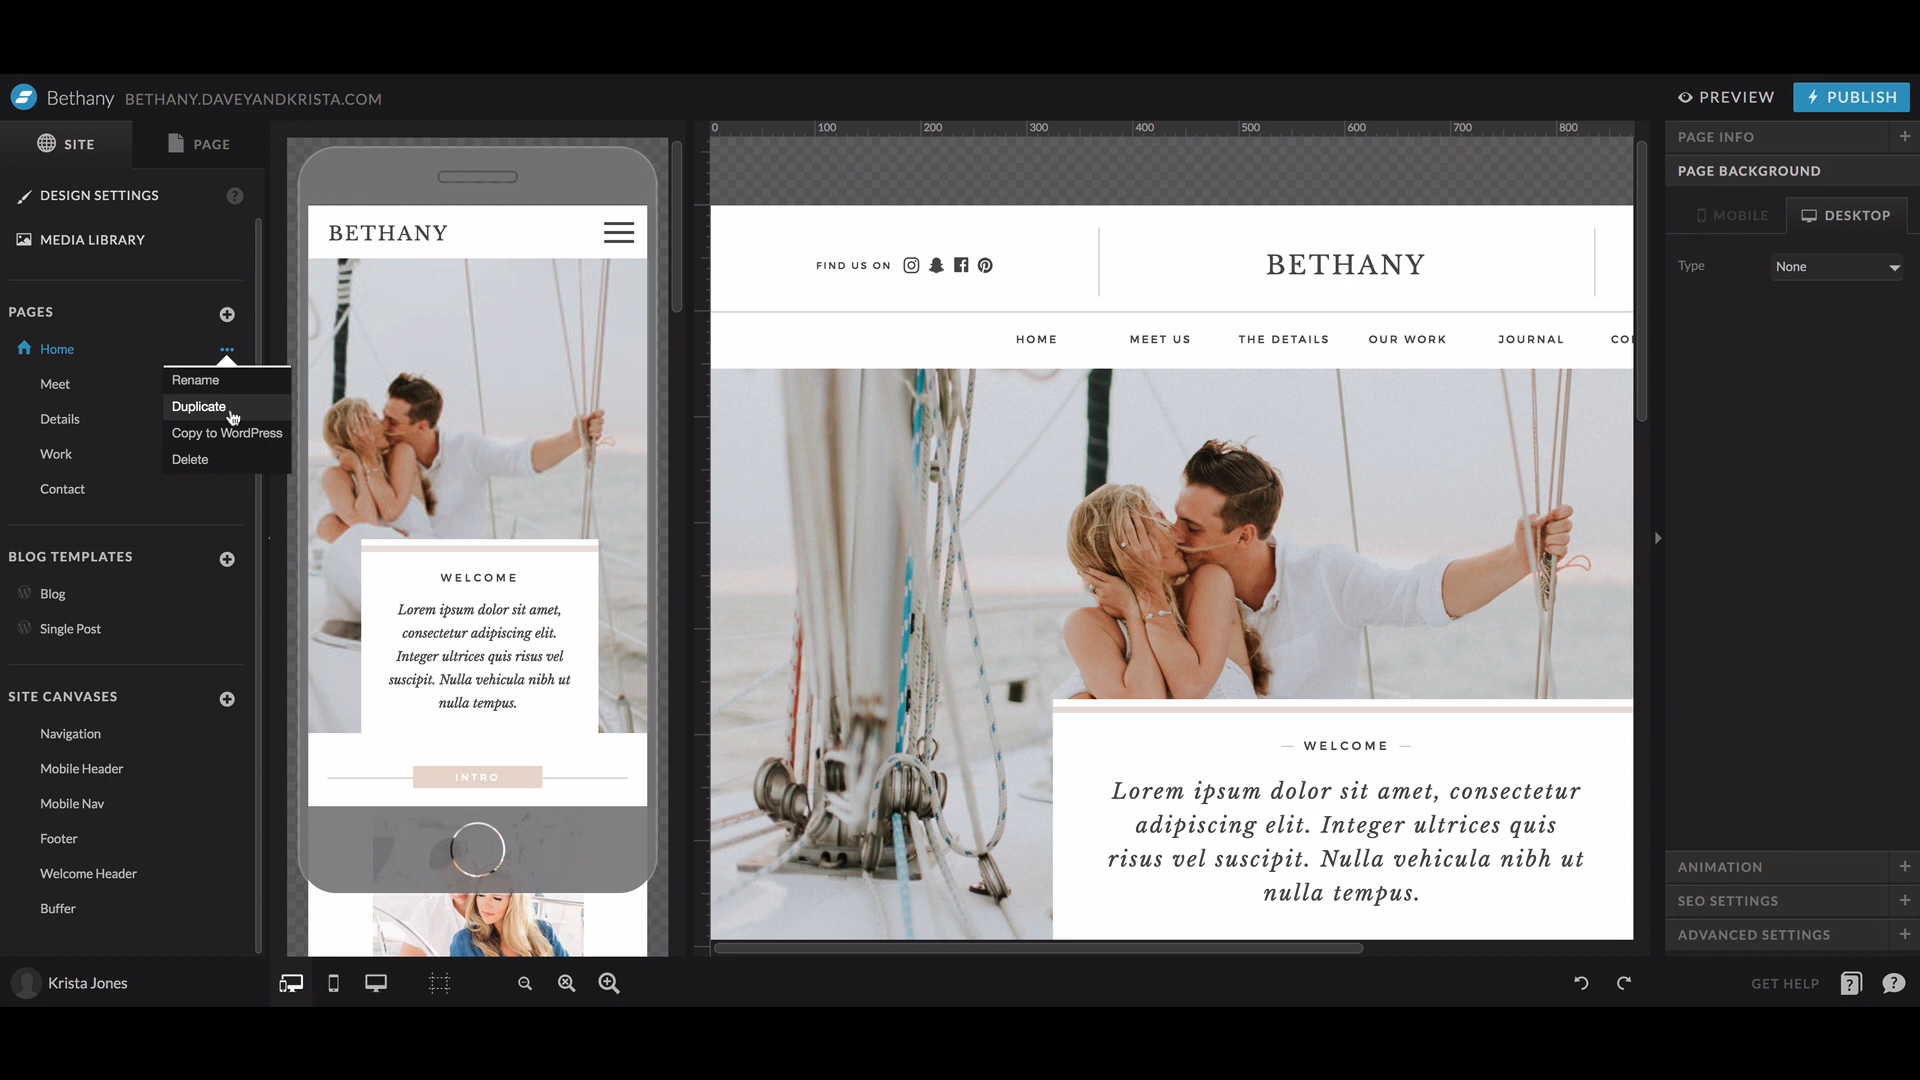 Bethany BETHANY.DAVEYANDKRISTA.COM
PREVIEW
PUBLISH
SITE
PAGE
DESIGN SETTINGS ?
MEDIA LIBRARY
PAGES
Home
Meet
Details
Work
Contact
Rename
Duplicate
Copy to WordPress
Delete
BLOG TEMPLATES
Blog
Single Post
SITE CANVASES
Navigation
Mobile Header
Mobile Nav
Footer
Welcome Header
Buffer
Krista Jones
BETHANY
WELCOME
Lorem ipsum dolor sit amet,
consectetur adipiscing elit.
Integer ultrices quis risus vel
suscipit. Nulla vehicula nibh ut
nulla tempus.
INTRO
0 100 200 300 400 500 600 700 800
FIND US ON
BETHANY
HOME MEET US THE DETAILS OUR WORK JOURNAL CO
WELCOME
Lorem ipsum dolor sit amet, consectetur
adipiscing elit. Integer ultrices quis
risus vel suscipit. Nulla vehicula nibh ut
nulla tempus.
PAGE INFO +
PAGE BACKGROUND
MOBILE
DESKTOP
Type None
ANIMATION +
SEO SETTINGS +
ADVANCED SETTINGS +
GET HELP ? ?